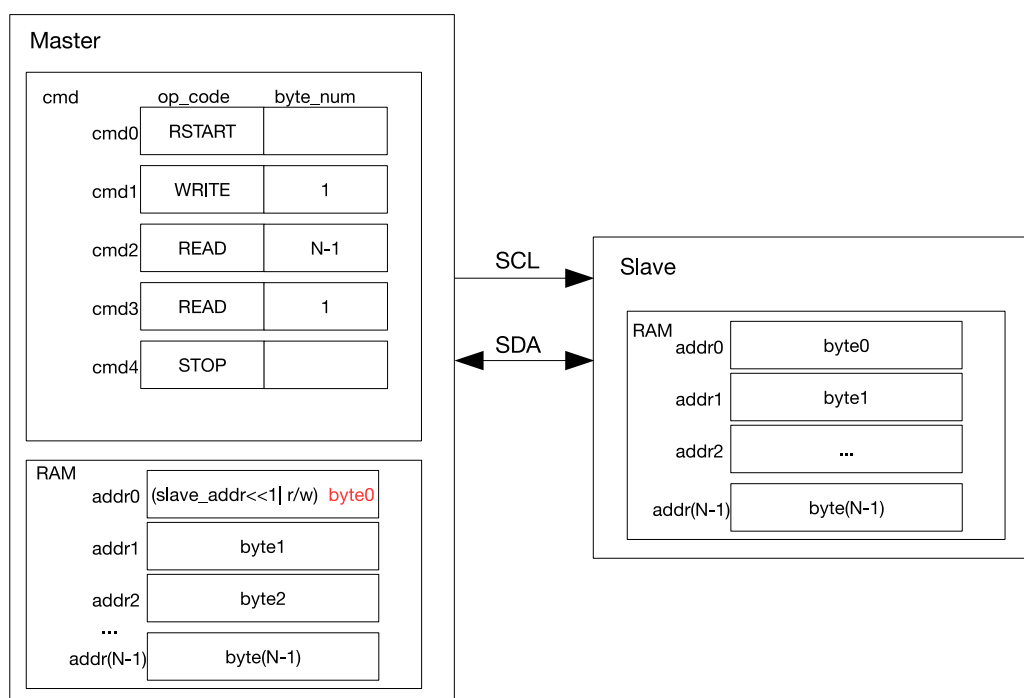 Master
cmd op_code byte_num
cmd0 RSTART
cmd1 WRITE 1
cmd2 READ N-1
cmd3 READ 1
cmd4 STOP
RAM
addr0 (slave_addr<<1| r/w) byte0
addr1 byte1
addr2 byte2
...
addr(N-1) byte(N-1)
SCL
SDA
Slave
RAM
addr0 byte0
addr1 byte1
addr2 ...
addr(N-1) byte(N-1)